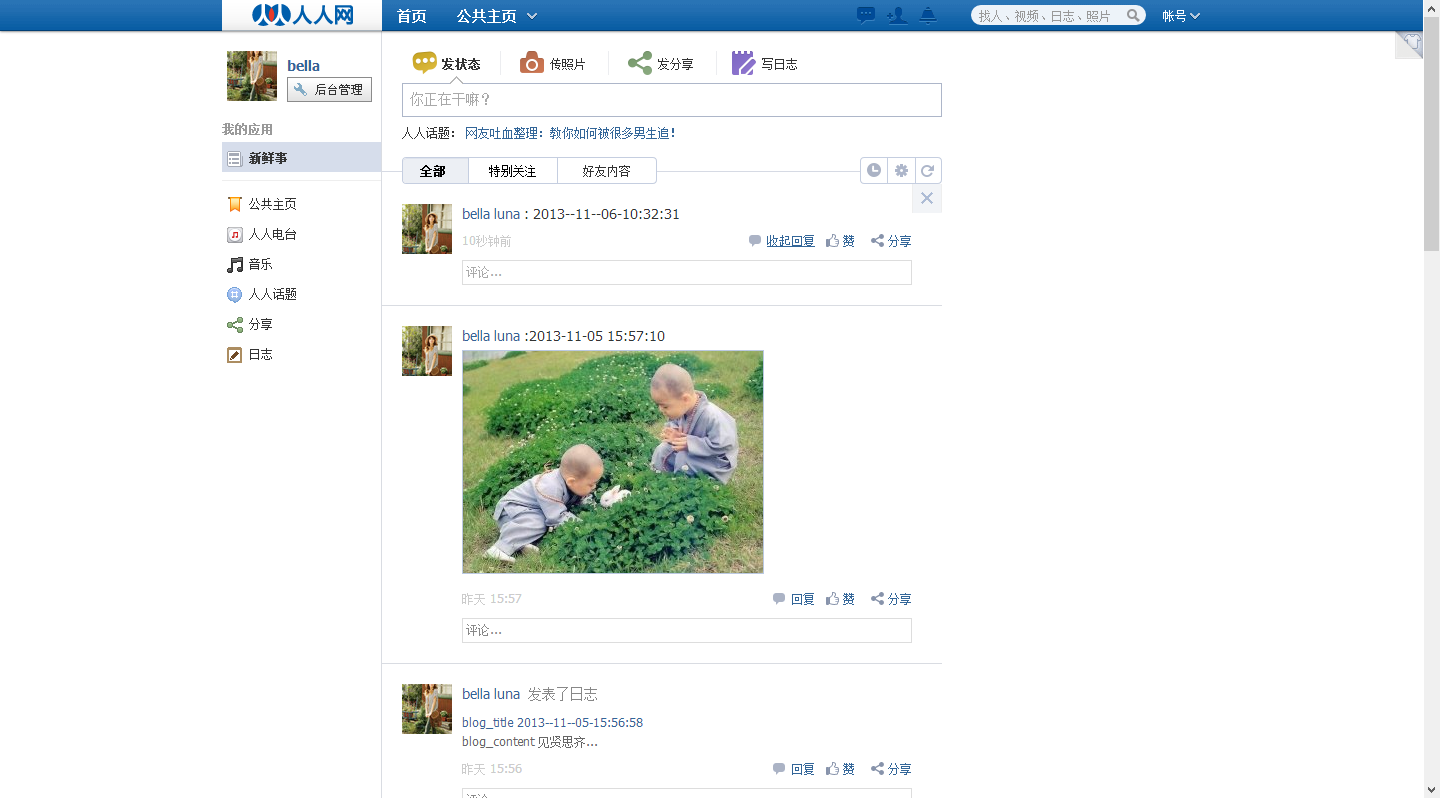 人人网 首页 公共主页 找人、视频、日志、照片 帐号
bella
后台管理
我的应用
新鲜事
公共主页
人人电台
音乐
人人话题
分享
日志
发状态 传照片 发分享 写日志
你正在干嘛？
人人话题： 网友吐血整理：教你如何被很多男生追！
全部 特别关注 好友内容
bella luna : 2013--11--06-10:32:31
10秒钟前 收起回复 赞 分享
评论...
bella luna :2013-11-05 15:57:10
昨天 15:57 回复 赞 分享
评论...
bella luna 发表了日志
blog_title 2013--11--05-15:56:58
blog_content 见贤思齐...
昨天 15:56 回复 赞 分享
评论...